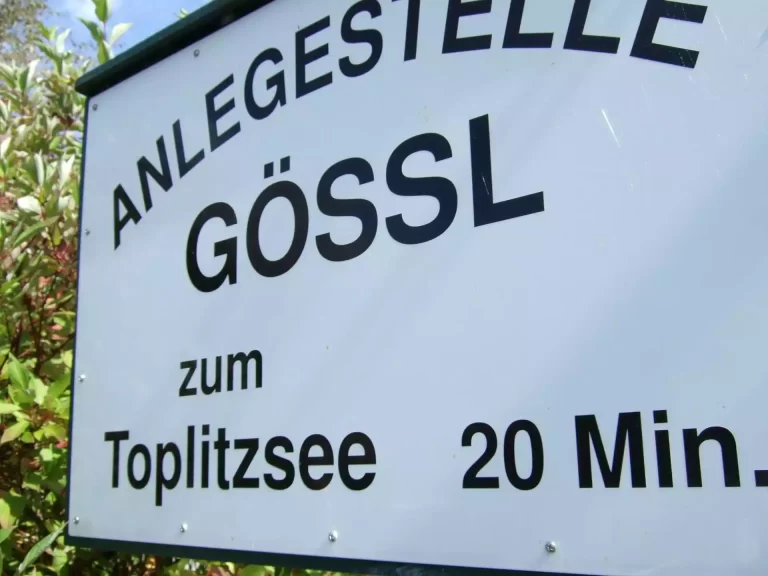 ANLEGESTELLE
GÖSSL
zum
Toplitzsee 20 Min.